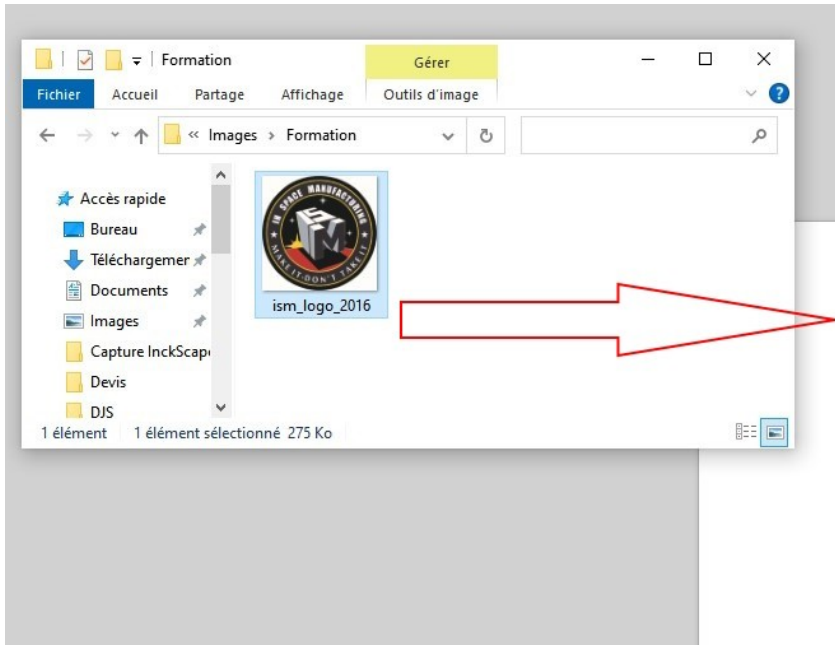 Formation
Gérer
Fichier
Accueil
Partage
Affichage
Outils d'image
?
« Images > Formation
Accès rapide
Bureau
Téléchargemer
Documents
Images
Capture InckScap
Devis
DJS
IN SPACE MANUFACTURING
ISM
MAKE IT·DON'T TAKE IT
ism_logo_2016
1 élément
1 élément sélectionné 275 Ko